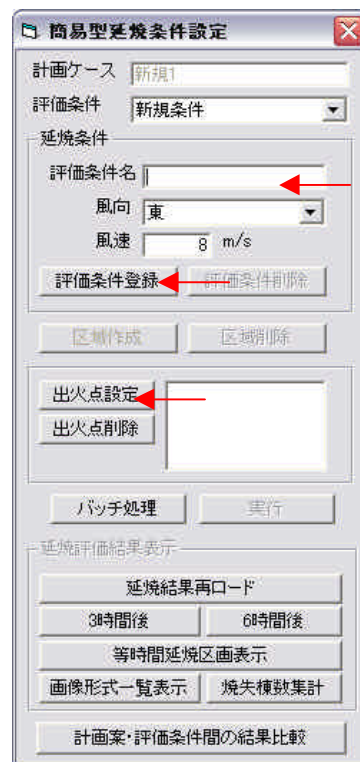 簡易型延焼条件設定
計画ケース 新規1
評価条件 新規条件
延焼条件
評価条件名
風向 東
風速 8 m/s
評価条件登録 評価条件削除
区域作成 区域削除
出火点設定
出火点削除
バッチ処理 実行
延焼評価結果表示
延焼結果再ロード
3時間後 6時間後
等時間延焼区画表示
画像形式一覧表示 焼失棟数集計
計画案・評価条件間の結果比較